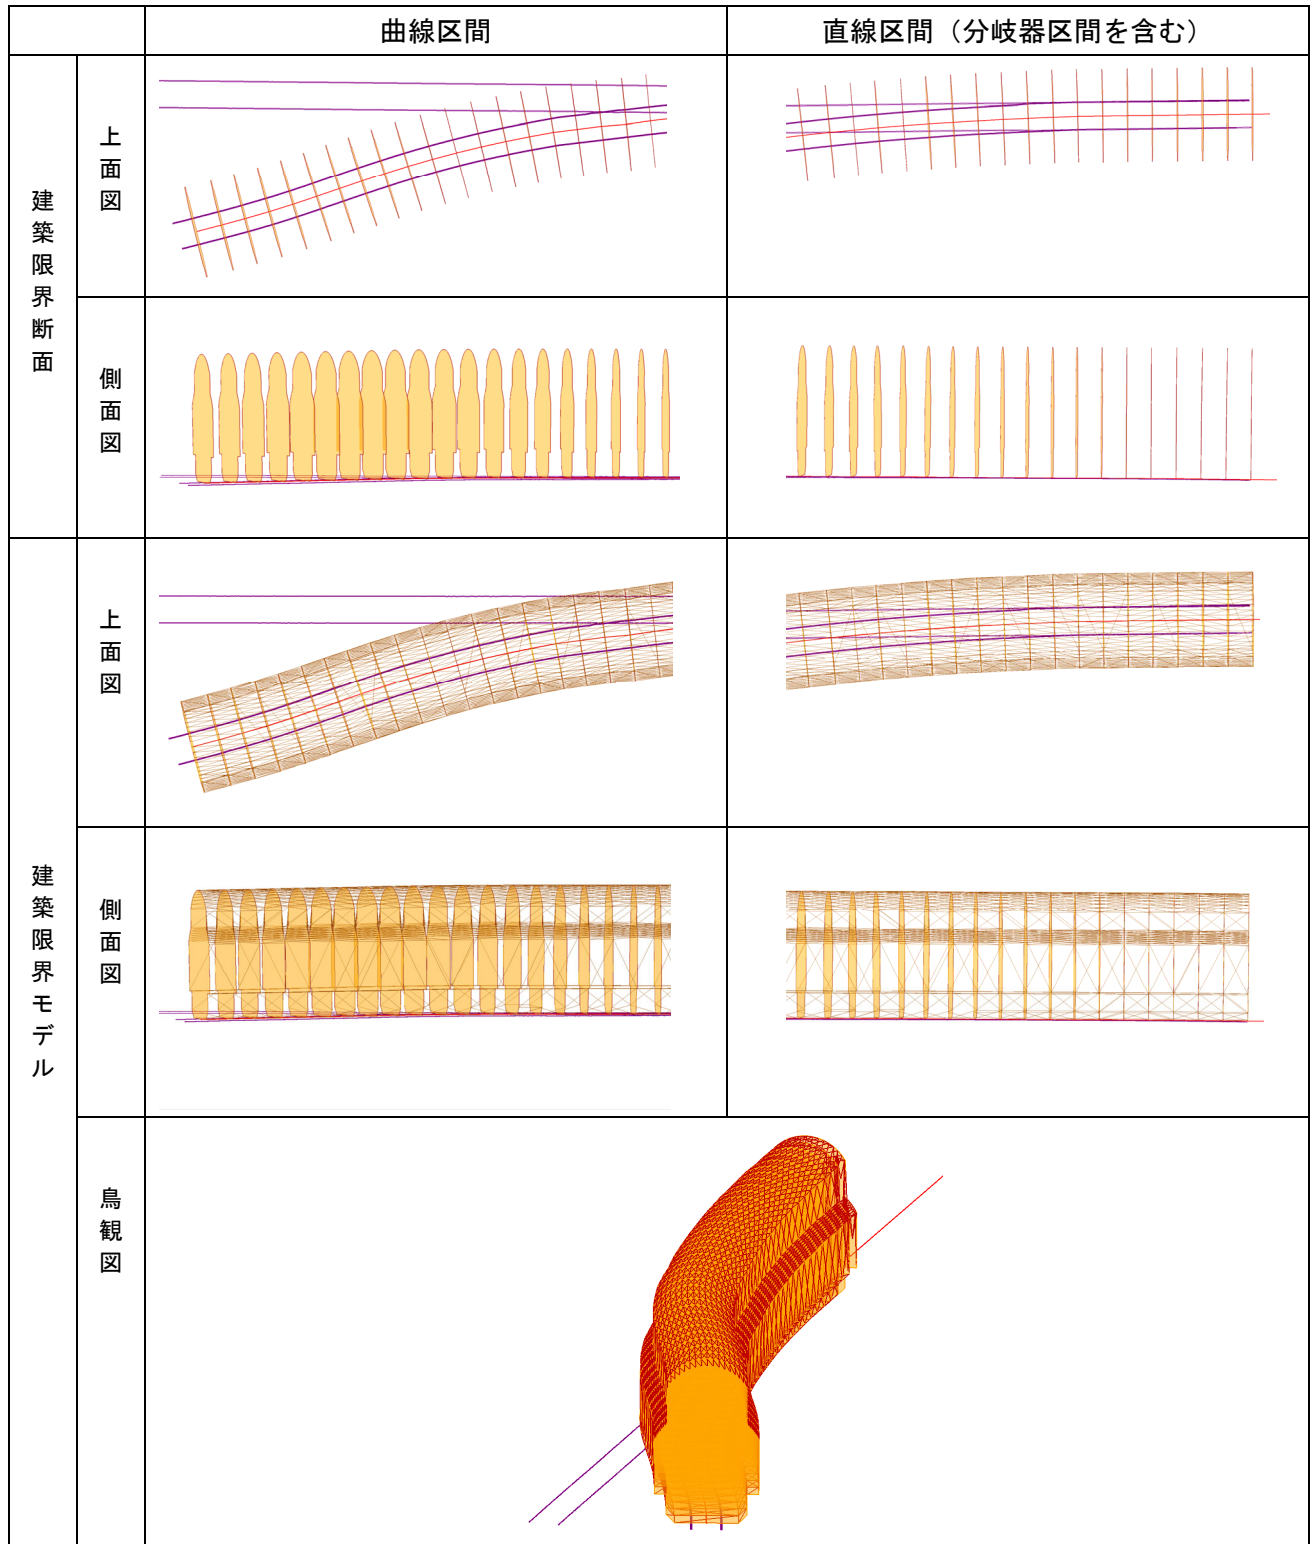 曲線区間
直線区間（分岐器区間を含む）
建築限界断面
上面図
側面図
建築限界モデル
上面図
側面図
鳥観図